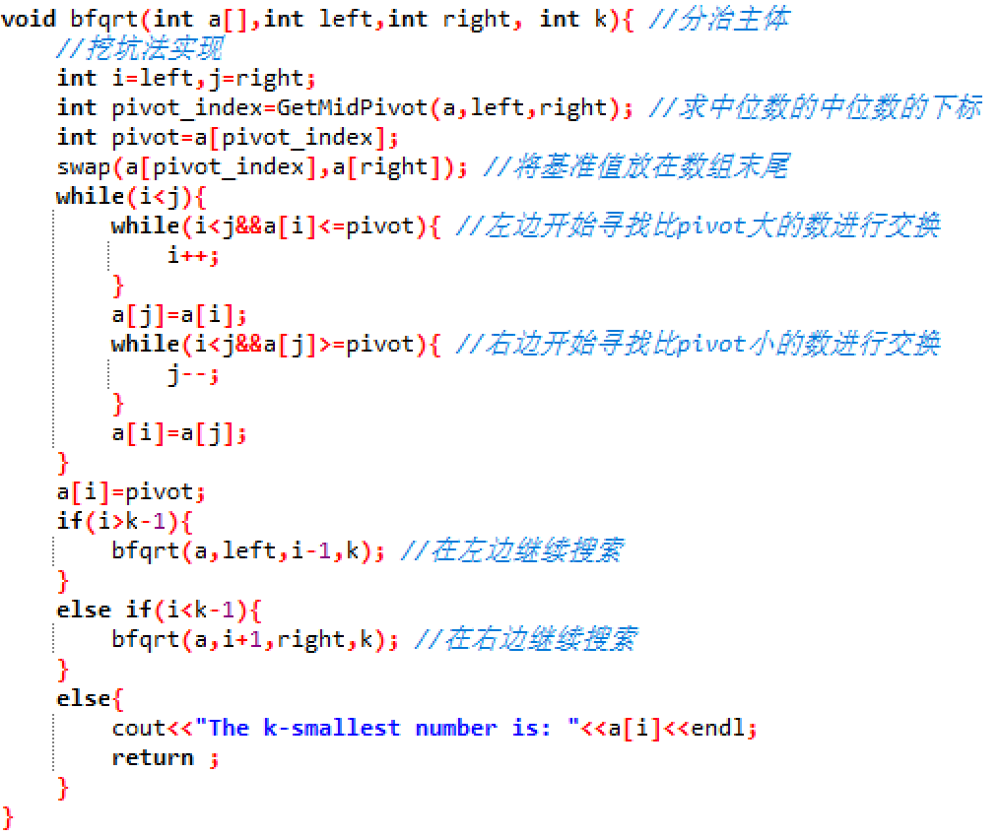 void bfqrt(int a[],int left,int right, int k){ //分治主体
    //挖坑法实现
    int i=left,j=right;
    int pivot_index=GetMidPivot(a,left,right); //求中位数的中位数的下标
    int pivot=a[pivot_index];
    swap(a[pivot_index],a[right]); //将基准值放在数组末尾
    while(i<j){
        while(i<j&&a[i]<=pivot){ //左边开始寻找比pivot大的数进行交换
            i++;
        }
        a[j]=a[i];
        while(i<j&&a[j]>=pivot){ //右边开始寻找比pivot小的数进行交换
            j--;
        }
        a[i]=a[j];
    }
    a[i]=pivot;
    if(i>k-1){
        bfqrt(a,left,i-1,k); //在左边继续搜索
    }
    else if(i<k-1){
        bfqrt(a,i+1,right,k); //在右边继续搜索
    }
    else{
        cout<<"The k-smallest number is: "<<a[i]<<endl;
        return ;
    }
}